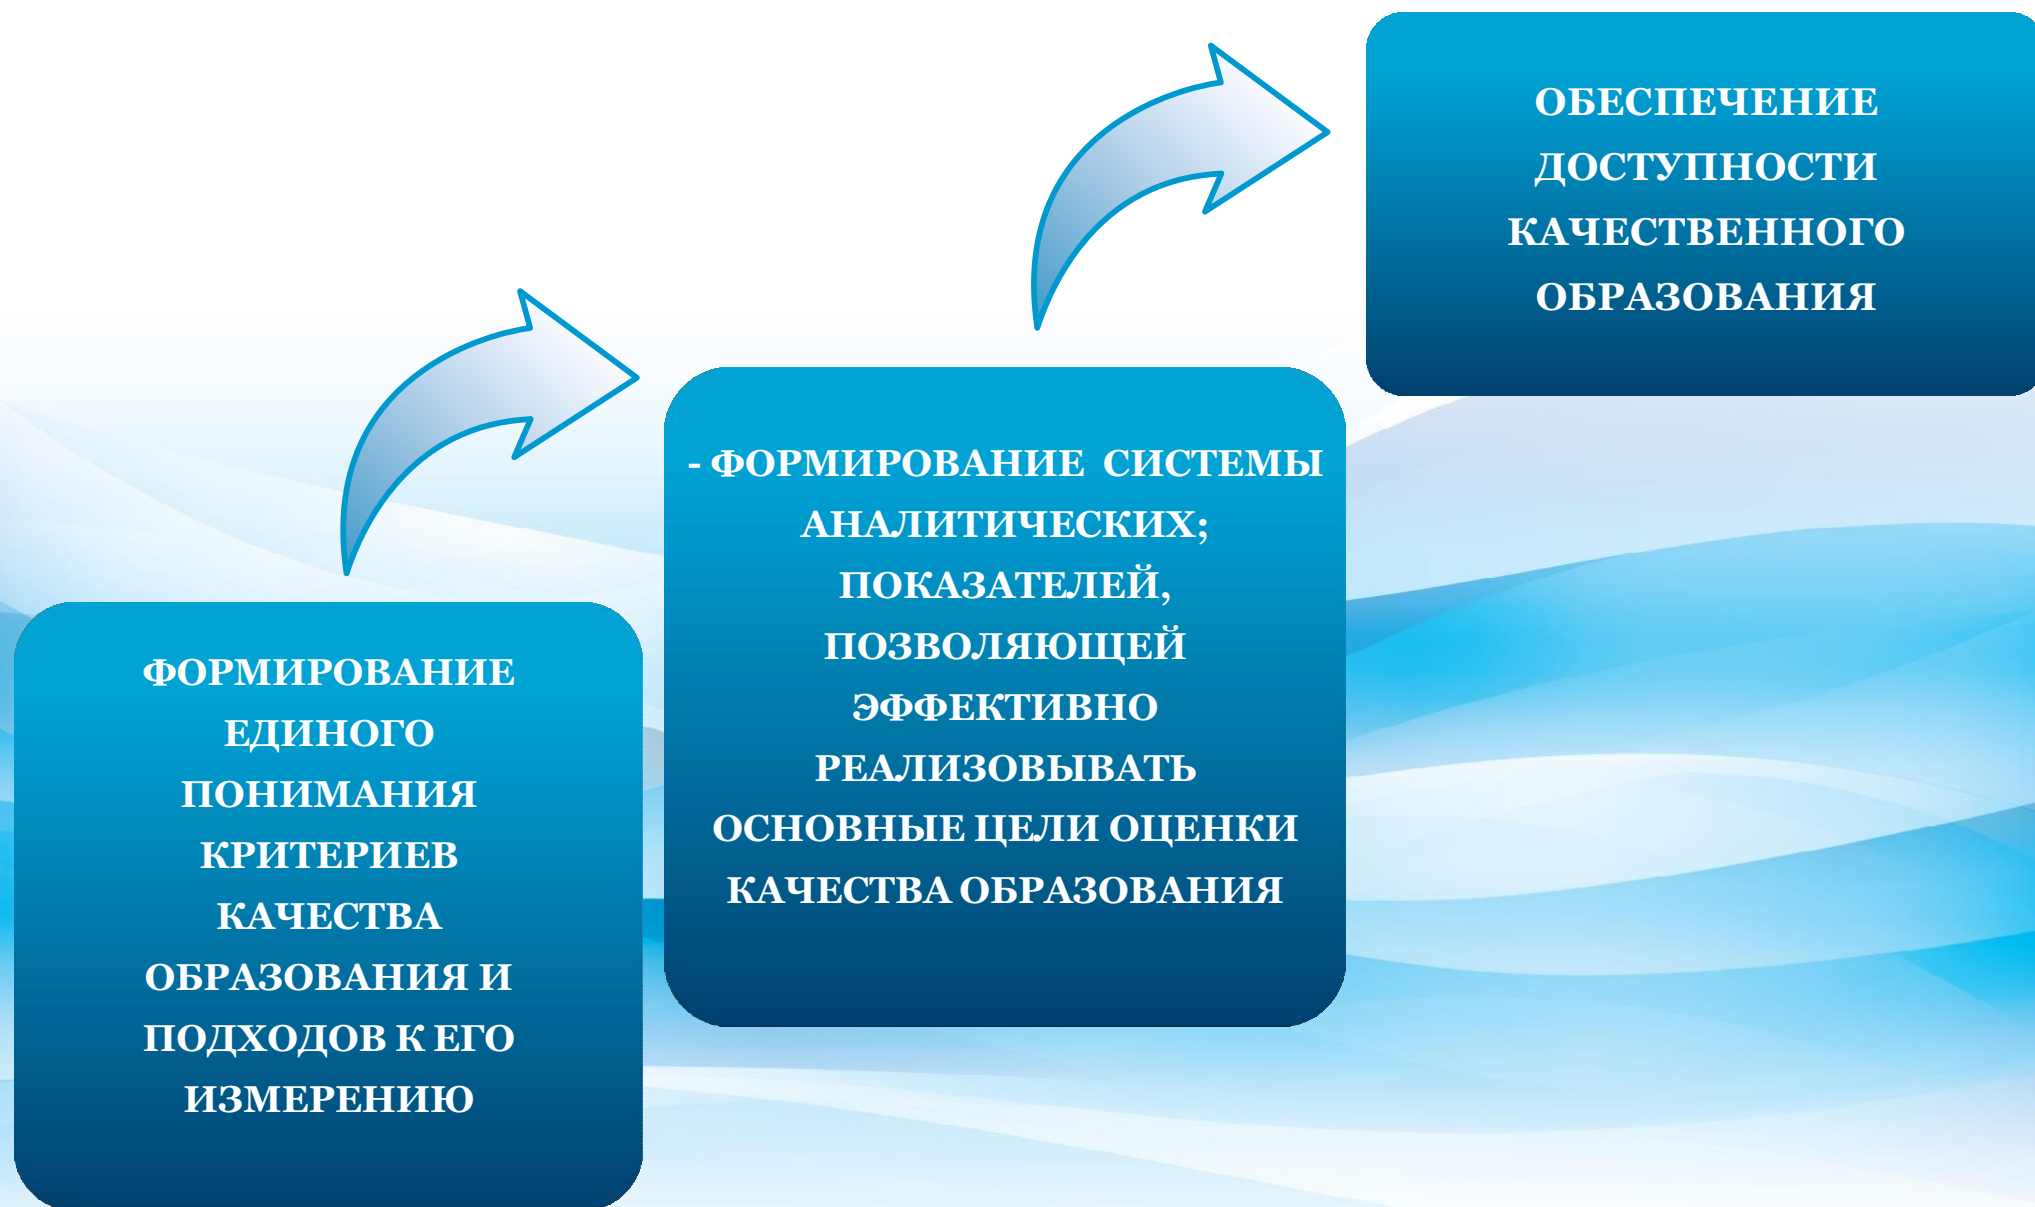 ФОРМИРОВАНИЕ
ЕДИНОГО
ПОНИМАНИЯ
КРИТЕРИЕВ
КАЧЕСТВА
ОБРАЗОВАНИЯ И
ПОДХОДОВ К ЕГО
ИЗМЕРЕНИЮ
- ФОРМИРОВАНИЕ СИСТЕМЫ
АНАЛИТИЧЕСКИХ;
ПОКАЗАТЕЛЕЙ,
ПОЗВОЛЯЮЩЕЙ
ЭФФЕКТИВНО
РЕАЛИЗОВЫВАТЬ
ОСНОВНЫЕ ЦЕЛИ ОЦЕНКИ
КАЧЕСТВА ОБРАЗОВАНИЯ
ОБЕСПЕЧЕНИЕ
ДОСТУПНОСТИ
КАЧЕСТВЕННОГО
ОБРАЗОВАНИЯ